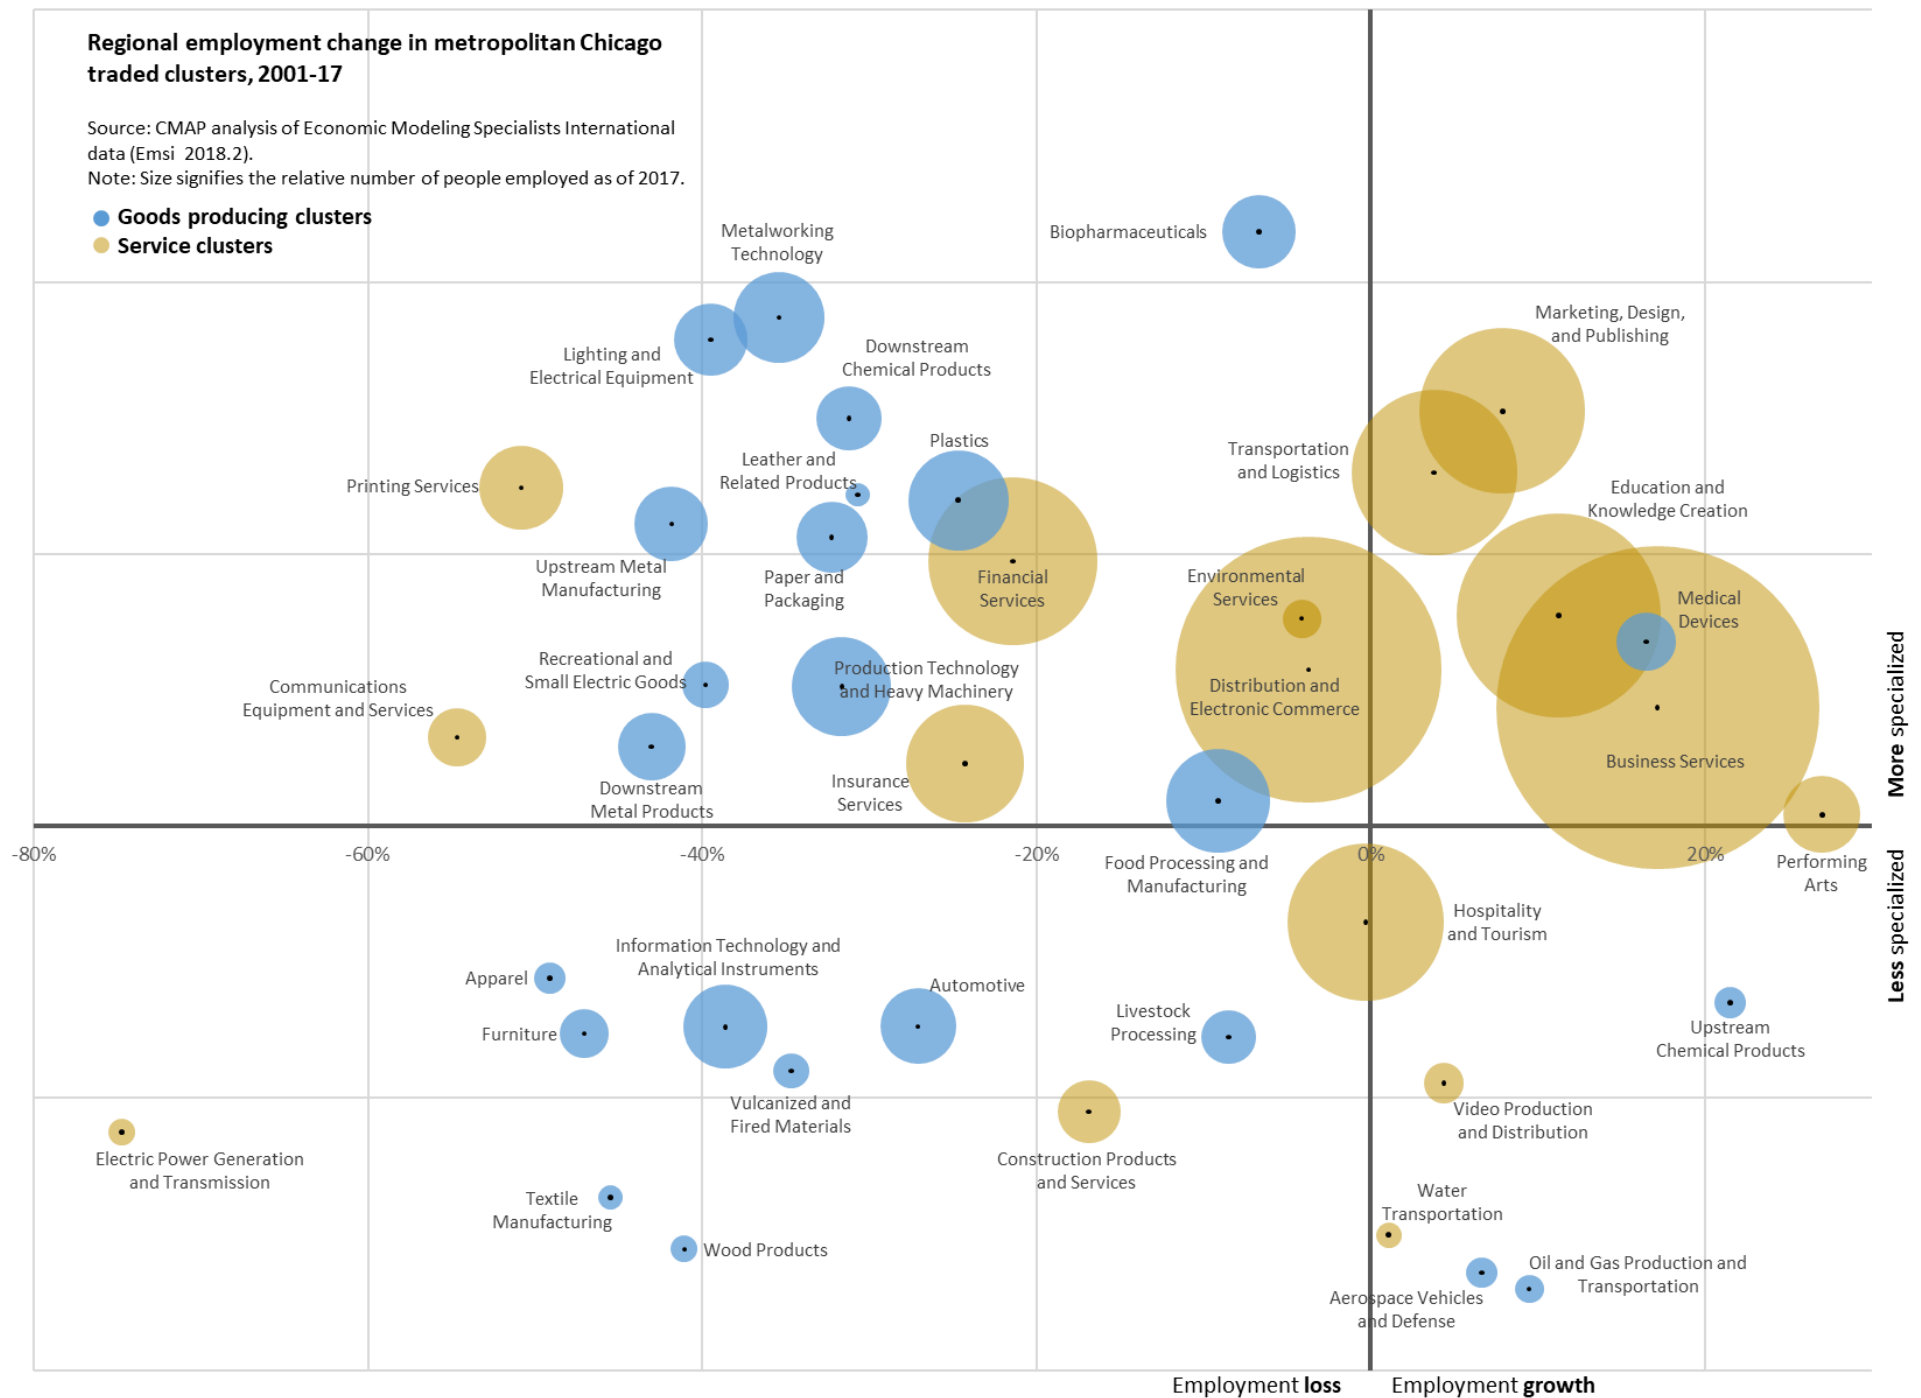 Regional employment change in metropolitan Chicago
traded clusters, 2001-17
Source: CMAP analysis of Economic Modeling Specialists International
data (Emsi 2018.2).
Note: Size signifies the relative number of people employed as of 2017.
Goods producing clusters
Service clusters
Metalworking
Technology
Biopharmaceuticals
Marketing, Design,
and Publishing
Lighting and
Electrical Equipment
Downstream
Chemical Products
Plastics
Leather and
Related Products
Transportation
and Logistics
Printing Services
Education and
Knowledge Creation
Upstream Metal
Manufacturing
Paper and
Packaging
Financial
Services
Environmental
Services
Medical
Devices
Recreational and
Small Electric Goods
Production Technology
and Heavy Machinery
Communications
Equipment and Services
Distribution and
Electronic Commerce
Business Services
Downstream
Metal Products
Insurance
Services
More specialized
-80%
-60%
-40%
-20%
0%
20%
Food Processing and
Manufacturing
Performing
Arts
Less specialized
Hospitality
and Tourism
Information Technology and
Analytical Instruments
Apparel
Automotive
Furniture
Livestock
Processing
Upstream
Chemical Products
Vulcanized and
Fired Materials
Video Production
and Distribution
Electric Power Generation
and Transmission
Construction Products
and Services
Textile
Manufacturing
Water
Transportation
Wood Products
Oil and Gas Production and
Transportation
Aerospace Vehicles
and Defense
Employment loss
Employment growth